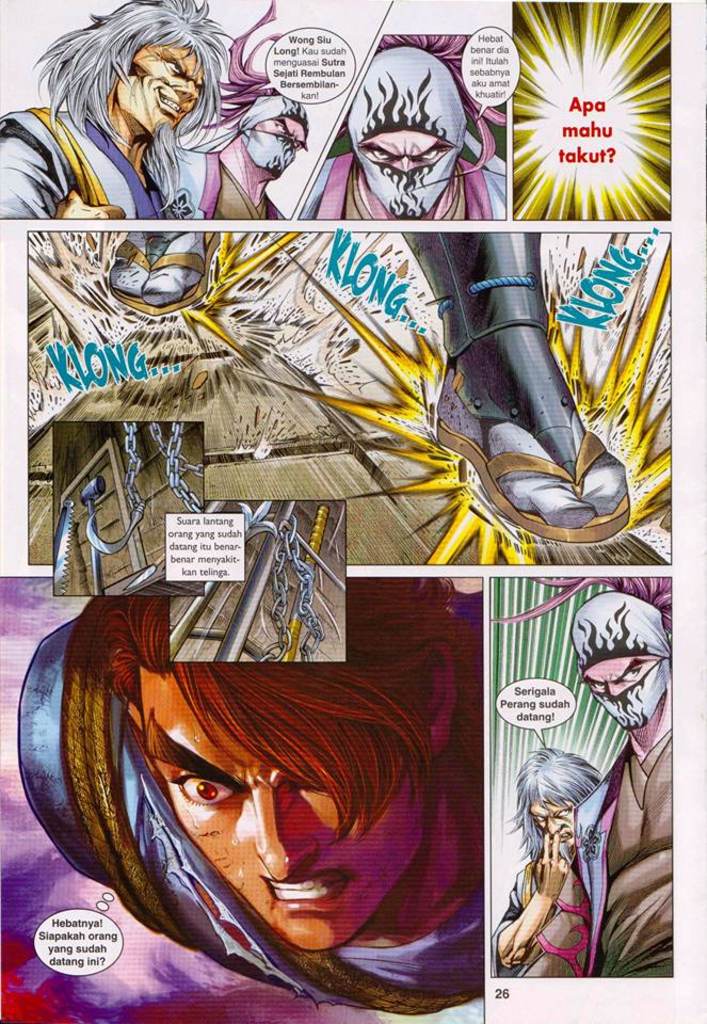 Wong Siu
Long! Kau sudah
menguasai Sutra
Sejati Rembulan
Bersembilan-
kan!
Hebat
benar dia
ini! Itulah
sebabnya
aku amat
khuatir!
Apa
mahu
takut?
KLONG...
KLONG...
KLONG...
Suara lantang
orang yang sudah
datang itu benar-
benar menyakit-
kan telinga.
Serigala
Perang sudah
datang!
Hebatnya!
Siapakah orang
yang sudah
datang ini?
26